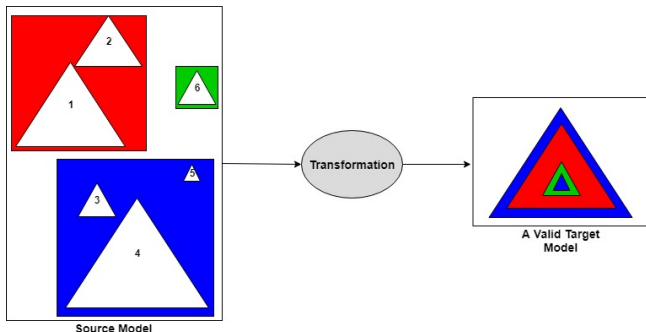 2
1
6
5
3
4
Source Model
Transformation
A Valid Target
Model